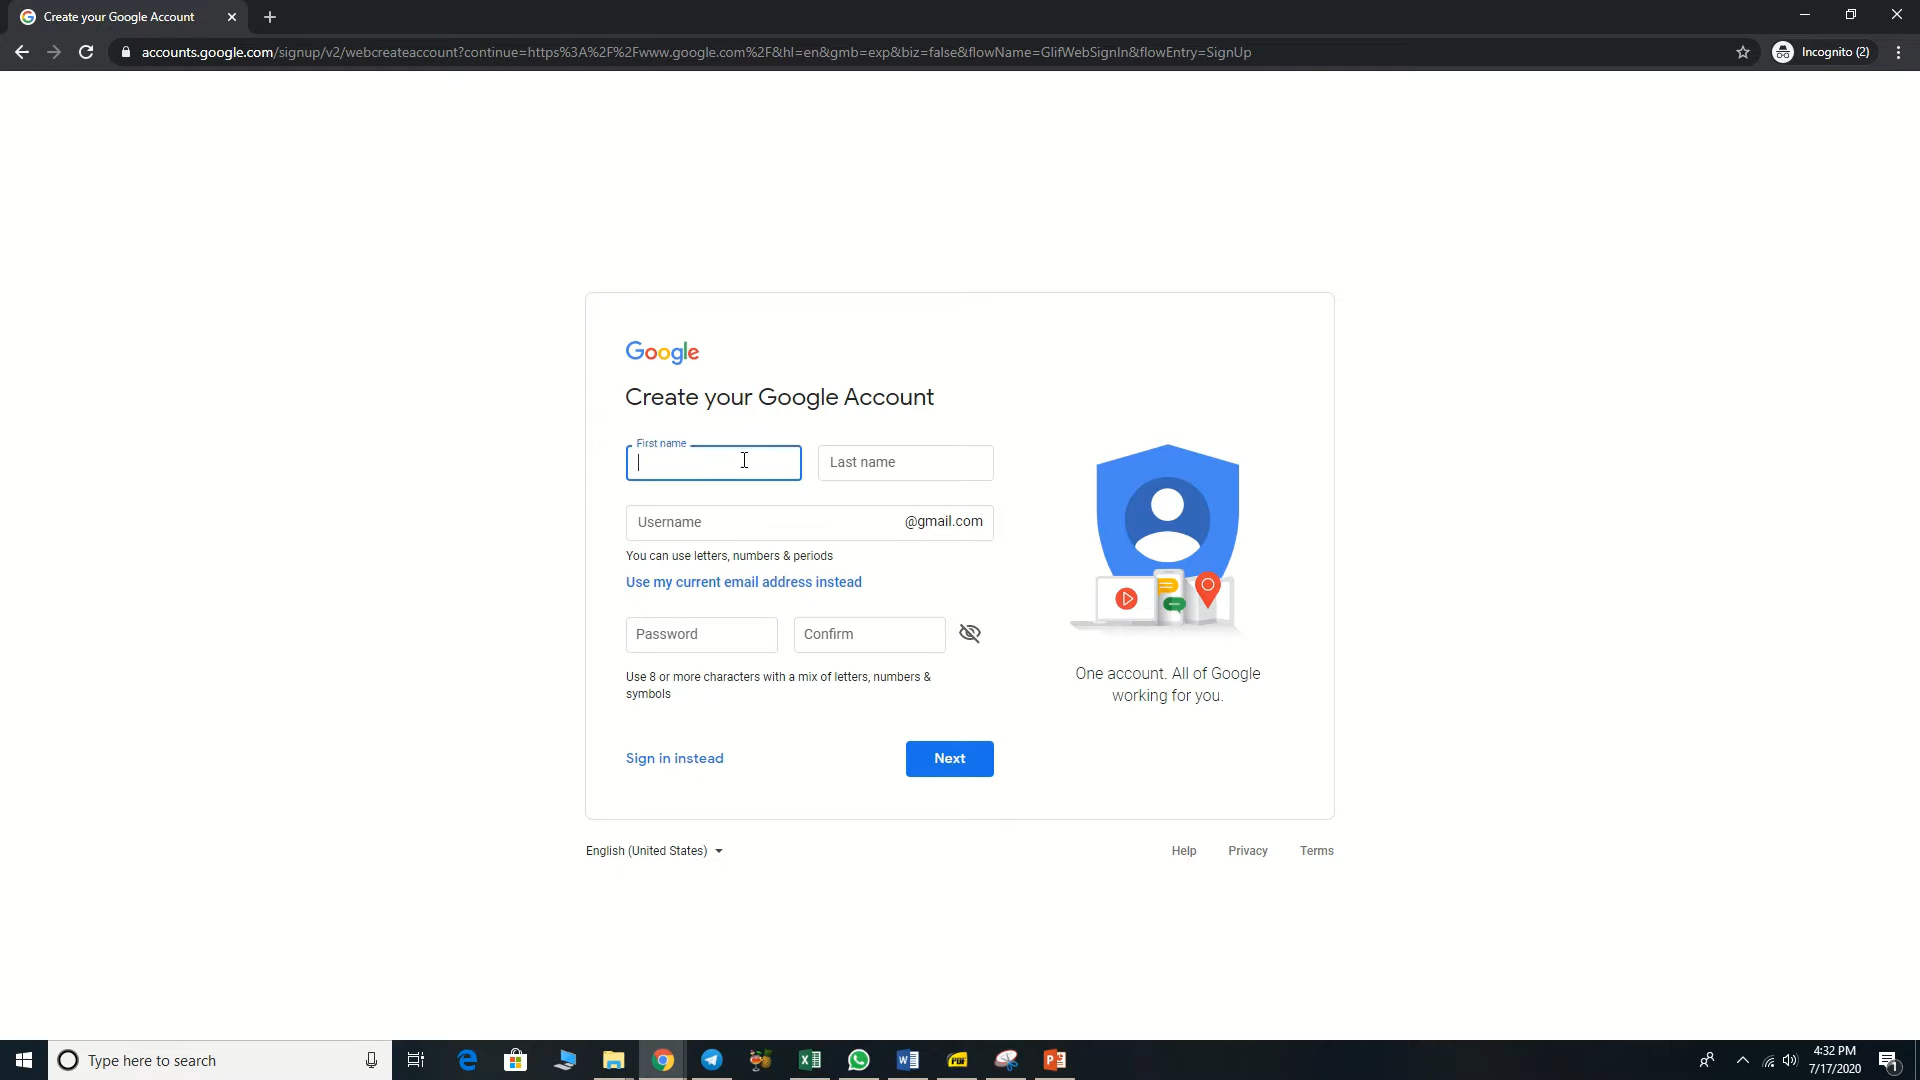 Create your Google Account
accounts.google.com/signup/v2/webcreateaccount?continue=https%3A%2F%2Fwww.google.com%2F&hl=en&gmb=exp&biz=false&flowName=GlifWebSignIn&flowEntry=SignUp
Incognito (2)
Google
Create your Google Account
First name
Last name
Username
@gmail.com
You can use letters, numbers & periods
Use my current email address instead
Password
Confirm
Use 8 or more characters with a mix of letters, numbers &
symbols
One account. All of Google
working for you.
Sign in instead
Next
English (United States)
Help
Privacy
Terms
Type here to search
PDF
4:32 PM
7/17/2020
1